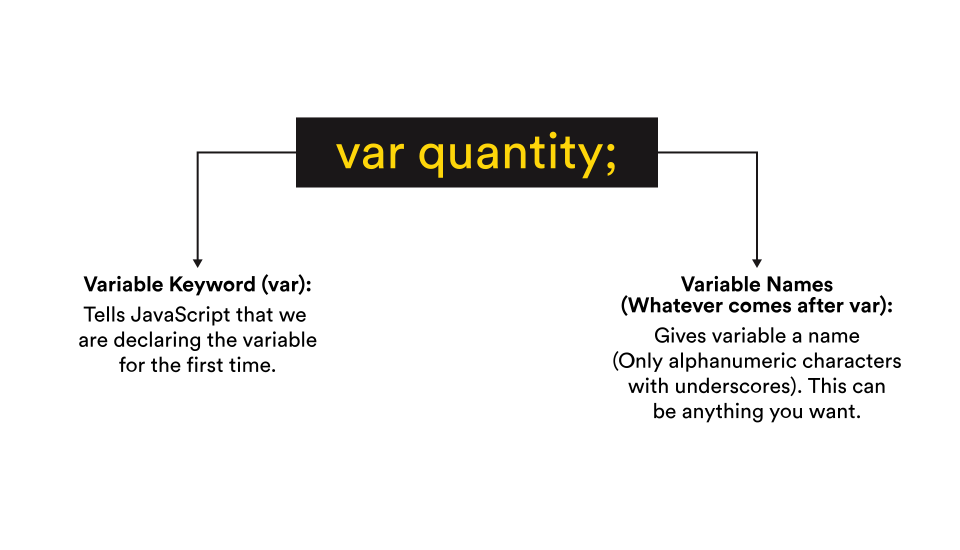 var quantity;
Variable Keyword (var):
Tells JavaScript that we
are declaring the variable
for the first time.
Variable Names
(Whatever comes after var):
Gives variable a name
(Only alphanumeric characters
with underscores). This can
be anything you want.